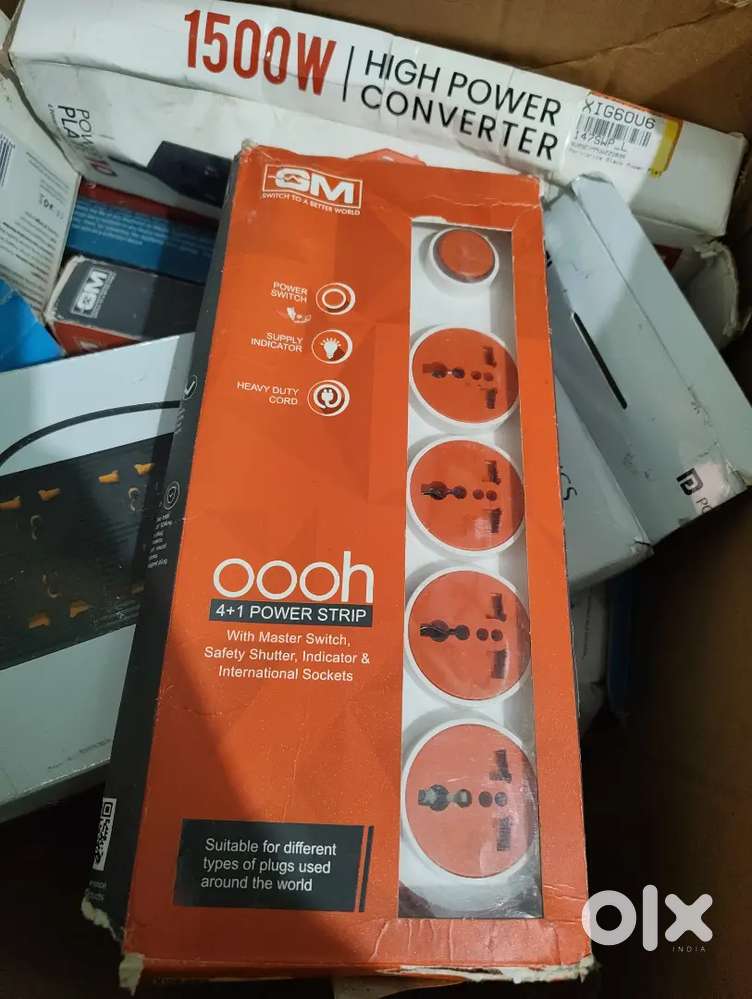 1500W
HIGH POWER
CONVERTER
XIG6OU6
147SWP_L
GM
SWITCH TO A BETTER WORLD
POWER
SWITCH
SUPPLY
INDICATOR
HEAVY DUTY
CORD
GM
oooh
4+1 POWER STRIP
With Master Switch,
Safety Shutter, Indicator &
International Sockets
Suitable for different
types of plugs used
around the world
olx
INDIA